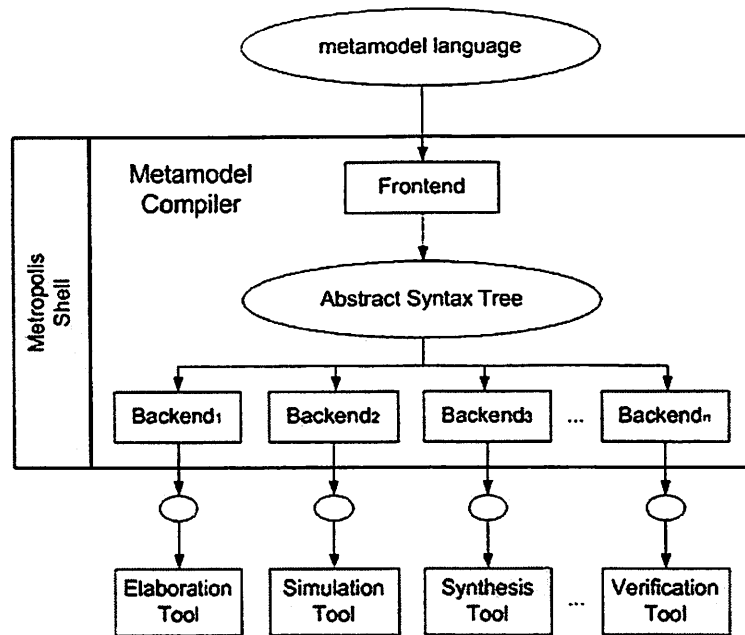 metamodel language
Metamodel
Compiler
Frontend
Metropolis
Shell
Abstract Syntax Tree
Backend1 Backend2 Backend3 ... Backendn
Elaboration Simulation Synthesis Verification
Tool Tool Tool ... Tool